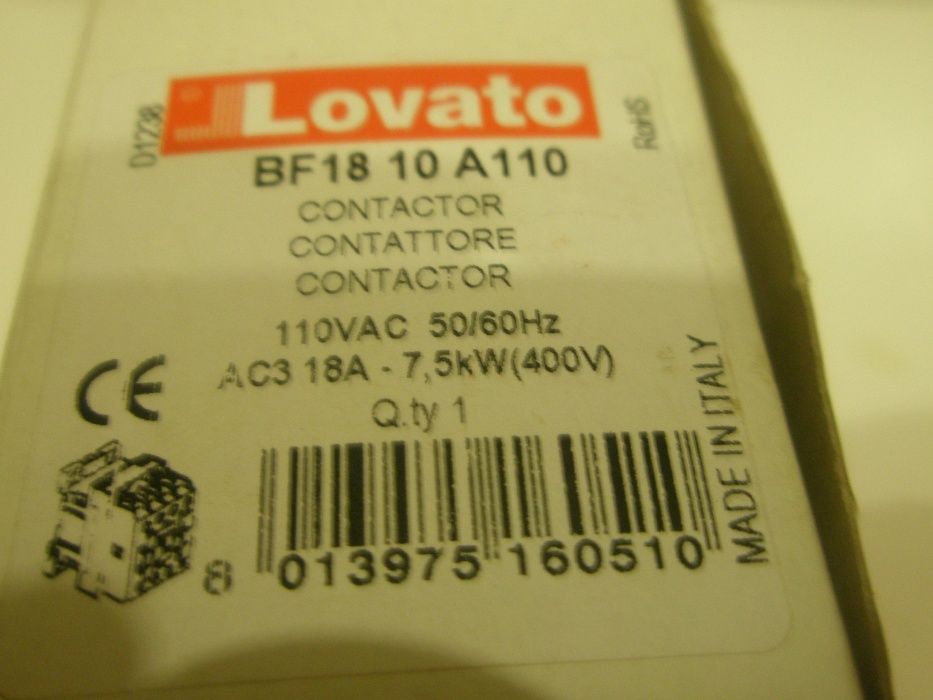 Lovato
D1238
RoHS
BF18 10 A110
CONTACTOR
CONTATTORE
CONTACTOR
110VAC 50/60Hz
AC3 18A - 7,5kW(400V)
Q.ty 1
CE
MADE IN ITALY
8 013975 160510